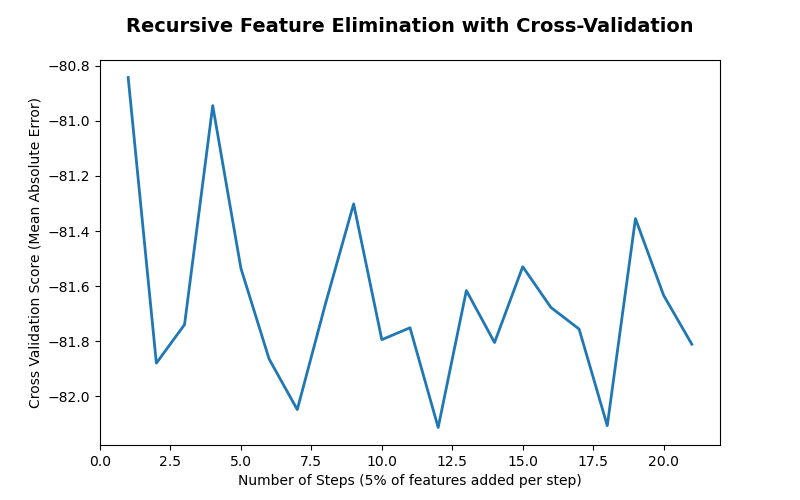 Recursive Feature Elimination with Cross-Validation
−80.8
−81.0
−81.2
−81.4
−81.6
−81.8
−82.0
Cross Validation Score (Mean Absolute Error)
0.0 2.5 5.0 7.5 10.0 12.5 15.0 17.5 20.0
Number of Steps (5% of features added per step)